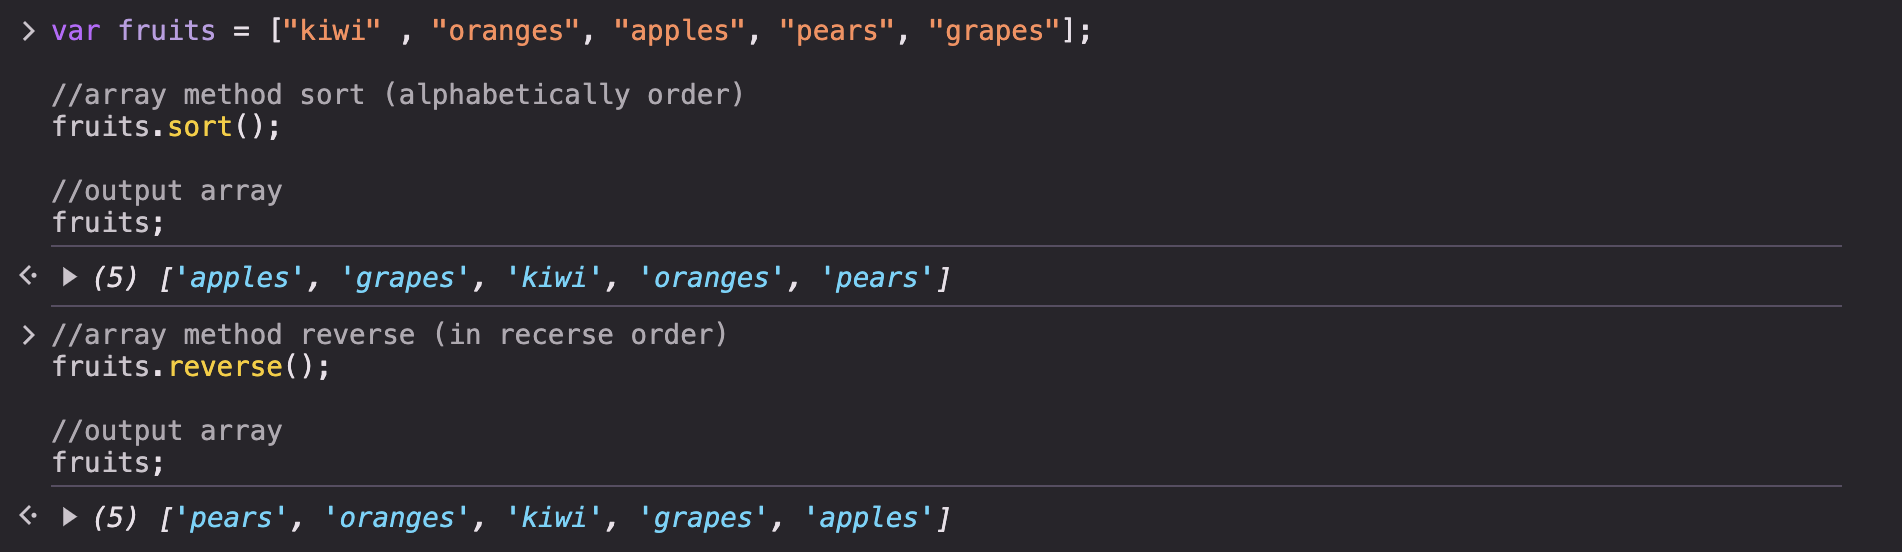 var fruits = ["kiwi" , "oranges", "apples", "pears", "grapes"];
//array method sort (alphabetically order)
fruits.sort();
//output array
fruits;
(5) ['apples', 'grapes', 'kiwi', 'oranges', 'pears']
//array method reverse (in recerse order)
fruits.reverse();
//output array
fruits;
(5) ['pears', 'oranges', 'kiwi', 'grapes', 'apples']